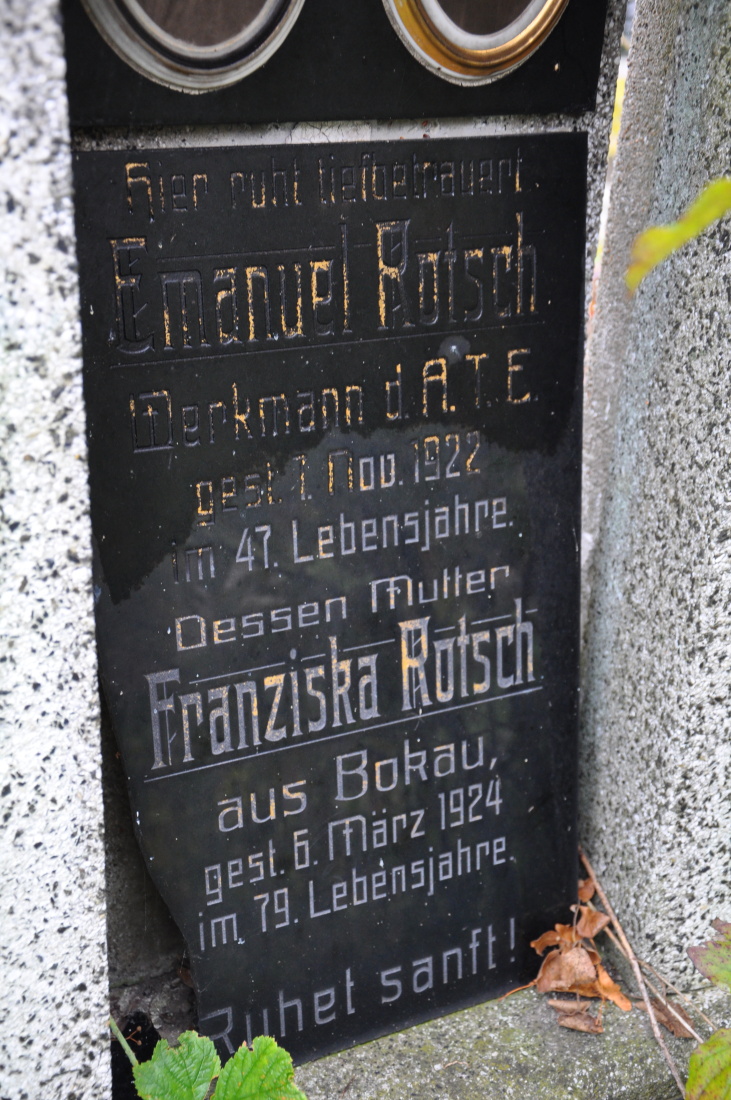 Hier ruht tiefbetrauert
Emanuel Rotsch
Werkmann d. A. T. E.
gest. 1. Nov. 1922
im 47. Lebensjahre.
Dessen Mutter
Franziska Rotsch
aus Bokau,
gest. 6. März 1924
im 79. Lebensjahre.
Ruhet sanft!